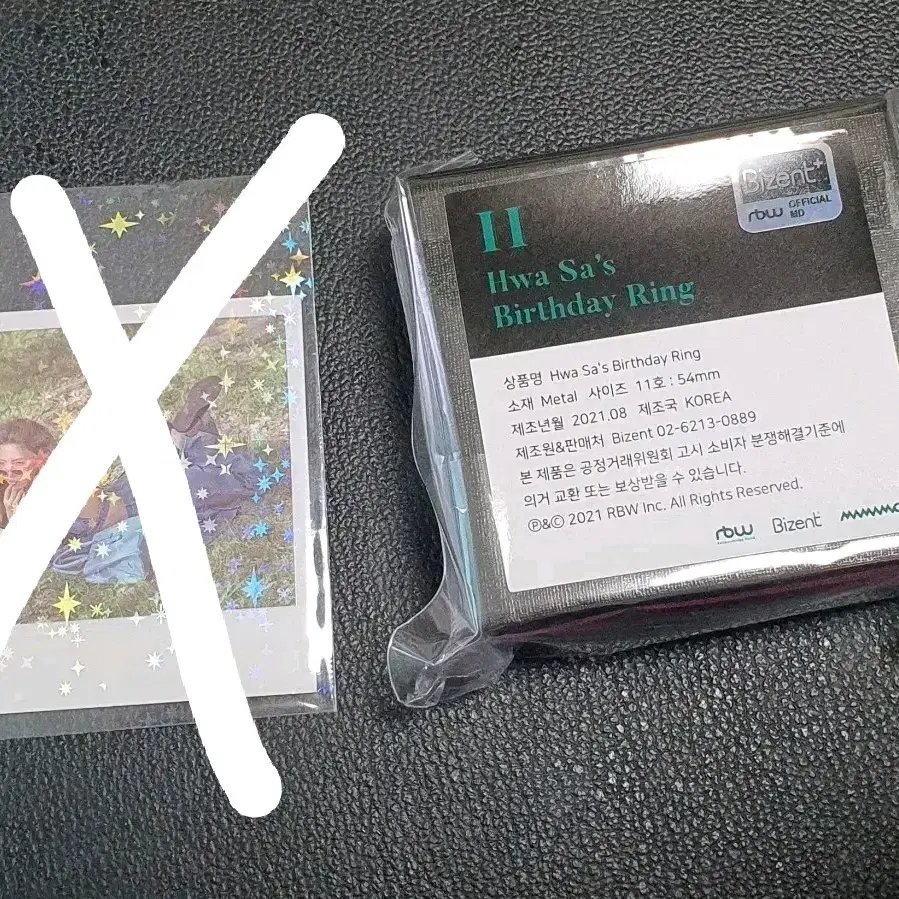 Bizent+
rbw OFFICIAL MD
11
Hwa Sa's
Birthday Ring
상품명 Hwa Sa's Birthday Ring
소재 Metal 사이즈 11호 : 54mm
제조년월 2021.08 제조국 KOREA
제조원&판매처 Bizent 02-6213-0889
본 제품은 공정거래위원회 고시 소비자 분쟁해결기준에
의거 교환 또는 보상받을 수 있습니다.
Ⓟ&© 2021 RBW Inc. All Rights Reserved.
rbw Bizent+